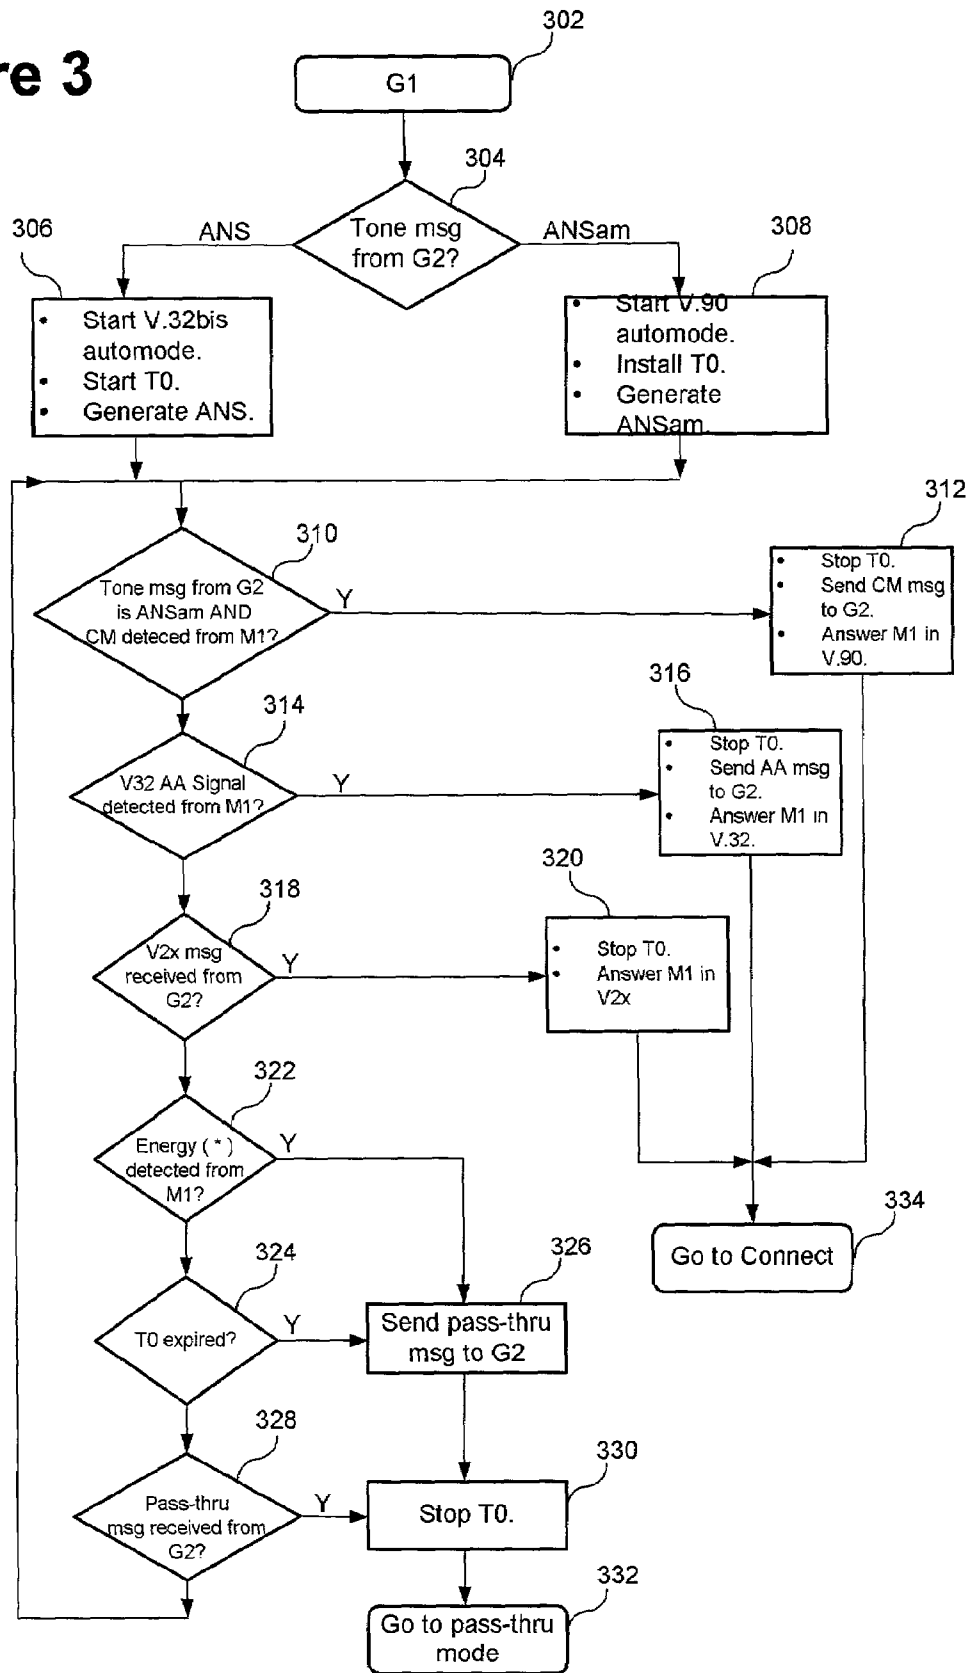 re 3
302
G1
304
Tone msg
from G2?
ANS
ANSam
306
• Start V.32bis
automode.
• Start T0.
• Generate ANS.
308
• Start V.90
automode.
• Install T0.
• Generate
ANSam.
310
Tone msg from G2
is ANSam AND
CM deteced from M1?
Y
312
• Stop T0.
• Send CM msg
to G2.
• Answer M1 in
V.90.
314
V32 AA Signal
detected from M1?
Y
316
• Stop T0.
• Send AA msg
to G2.
• Answer M1 in
V.32.
318
V2x msg
received from
G2?
Y
320
• Stop T0.
• Answer M1 in
V2x
322
Energy ( * )
detected from
M1?
Y
334
Go to Connect
324
T0 expired?
Y
326
Send pass-thru
msg to G2
328
Pass-thru
msg received from
G2?
Y
330
Stop T0.
332
Go to pass-thru
mode